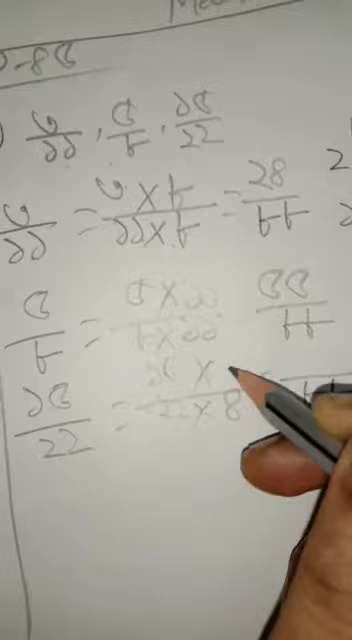 -৪৫
৩/১১, ৫/৮, ১৫/২২
৩/১১ = ৩×৮/১১×৮ = ২৪/৮৮
৫/৮ = ৫×১১/৮×১১ ৫৫/৮৮
১৫/২২ = ১৫×/২২×৪